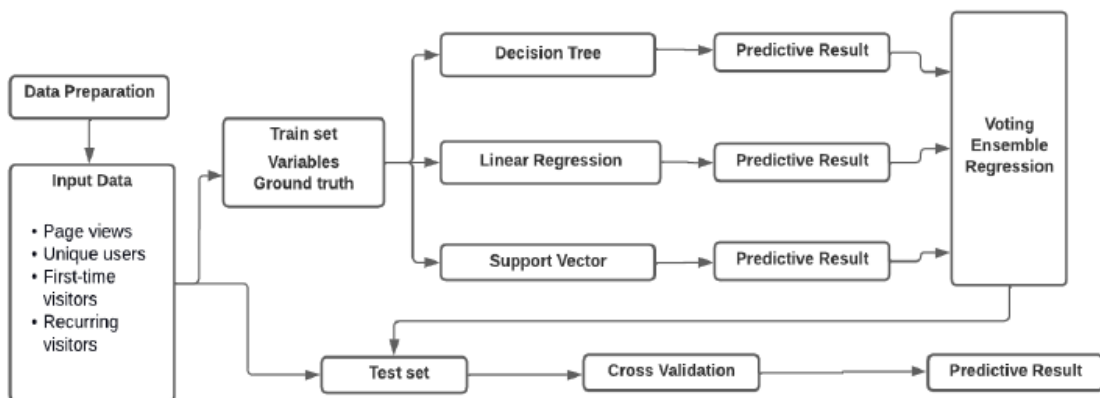 Data Preparation
Input Data
• Page views
• Unique users
• First-time
visitors
• Recurring
visitors
Train set
Variables
Ground truth
Decision Tree
Predictive Result
Linear Regression
Predictive Result
Support Vector
Predictive Result
Voting
Ensemble
Regression
Test set
Cross Validation
Predictive Result